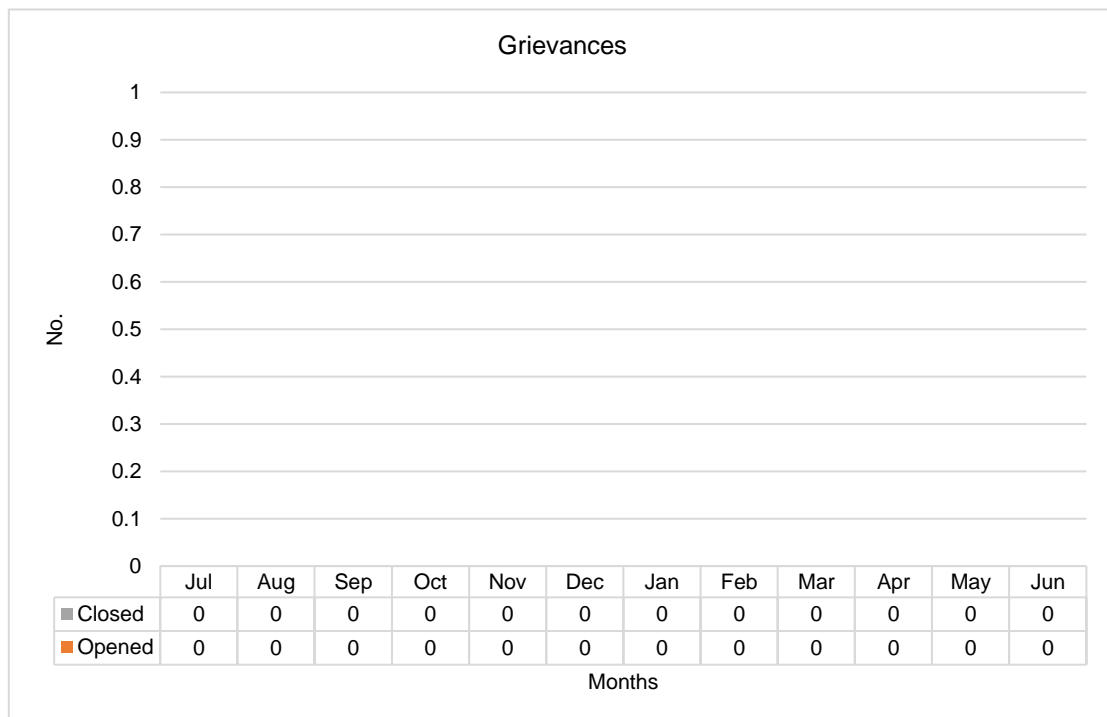 Grievances
1
0.9
0.8
0.7
0.6
0.5
0.4
0.3
0.2
0.1
0
No.
Jul Aug Sep Oct Nov Dec Jan Feb Mar Apr May Jun
Closed 0 0 0 0 0 0 0 0 0 0 0 0
Opened 0 0 0 0 0 0 0 0 0 0 0 0
Months